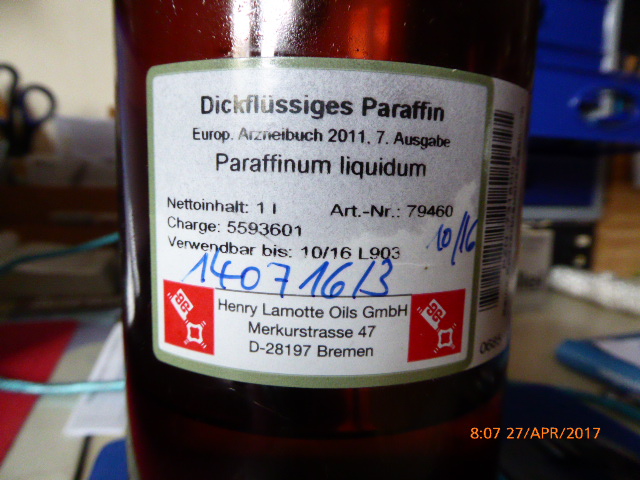 Dickflüssiges Paraffin
Europ. Arzneibuch 2011, 7. Ausgabe
Paraffinum liquidum
Nettoinhalt: 1 l Art.-Nr.: 79460
Charge: 5593601
Verwendbar bis: 10/16 L903
10/16
140716/3
Henry Lamotte Oils GmbH
Merkurstrasse 47
D-28197 Bremen
8:07 27/APR/2017